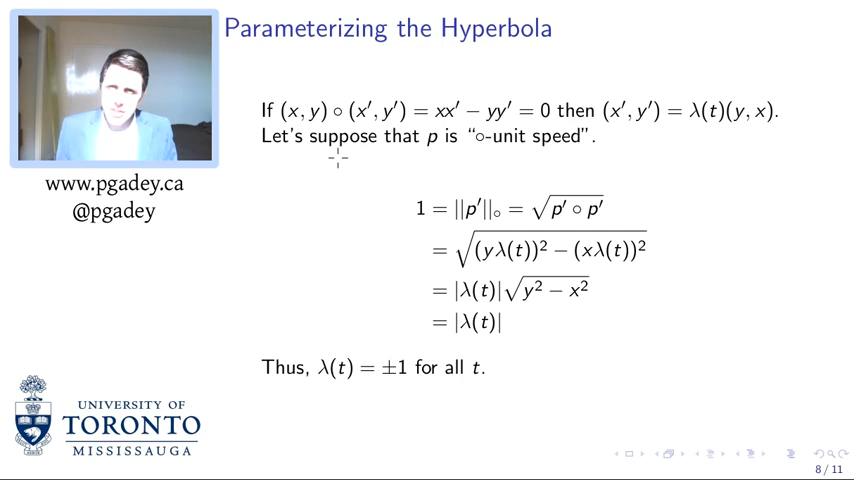 Parameterizing the Hyperbola
If (x, y) ∘ (x′, y′) = xx′ − yy′ = 0 then (x′, y′) = λ(t)(y, x).
Let's suppose that p is “∘-unit speed”.
www.pgadey.ca
@pgadey
1 = ||p′||∘ = √(p′ ∘ p′)
= √((yλ(t))² − (xλ(t))²)
= |λ(t)|√(y² − x²)
= |λ(t)|
Thus, λ(t) = ±1 for all t.
UNIVERSITY OF
TORONTO
MISSISSAUGA
8 / 11